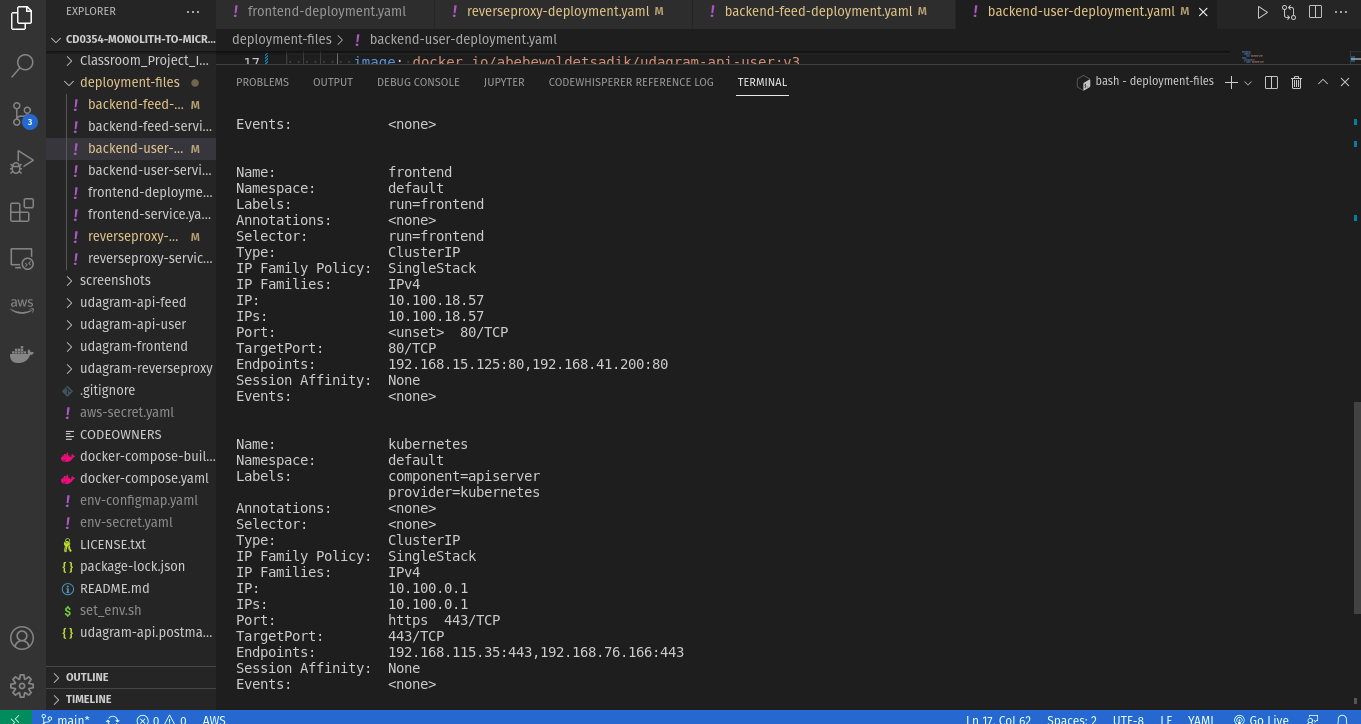 EXPLORER
···
CD0354-MONOLITH-TO-MICR...
Classroom_Project_I...
deployment-files
backend-feed-... M
backend-feed-servi...
backend-user-... M
backend-user-servi...
frontend-deployme...
frontend-service.ya...
reverseproxy-... M
reverseproxy-servic...
screenshots
udagram-api-feed
udagram-api-user
udagram-frontend
udagram-reverseproxy
.gitignore
aws-secret.yaml
CODEOWNERS
docker-compose-buil...
docker-compose.yaml
env-configmap.yaml
env-secret.yaml
LICENSE.txt
package-lock.json
README.md
set_env.sh
udagram-api.postma...
OUTLINE
TIMELINE
3
aws
! frontend-deployment.yaml
! reverseproxy-deployment.yaml M
! backend-feed-deployment.yaml M
! backend-user-deployment.yaml M
deployment-files > ! backend-user-deployment.yaml
17 image: docker.io/abebewoldetsadik/udagram-api-user:v3
PROBLEMS OUTPUT DEBUG CONSOLE JUPYTER CODEWHISPERER REFERENCE LOG TERMINAL
bash - deployment-files
Events: <none>
Name: frontend
Namespace: default
Labels: run=frontend
Annotations: <none>
Selector: run=frontend
Type: ClusterIP
IP Family Policy: SingleStack
IP Families: IPv4
IP: 10.100.18.57
IPs: 10.100.18.57
Port: <unset> 80/TCP
TargetPort: 80/TCP
Endpoints: 192.168.15.125:80,192.168.41.200:80
Session Affinity: None
Events: <none>
Name: kubernetes
Namespace: default
Labels: component=apiserver
provider=kubernetes
Annotations: <none>
Selector: <none>
Type: ClusterIP
IP Family Policy: SingleStack
IP Families: IPv4
IP: 10.100.0.1
IPs: 10.100.0.1
Port: https 443/TCP
TargetPort: 443/TCP
Endpoints: 192.168.115.35:443,192.168.76.166:443
Session Affinity: None
Events: <none>
main* 0 0 AWS
Ln 17, Col 62 Spaces: 2 UTF-8 LF YAML Go Live